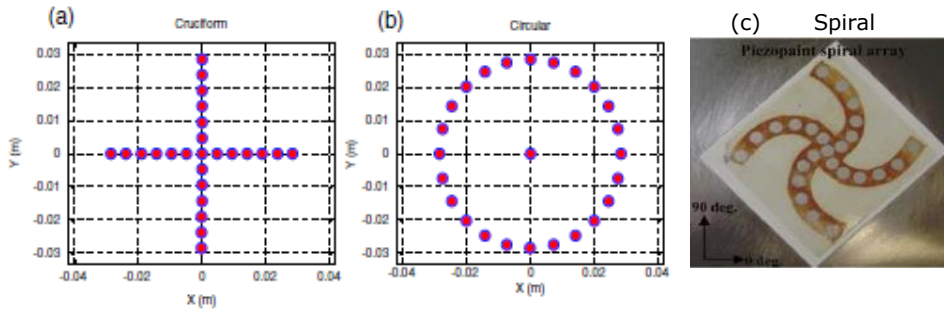 (a)
Cruciform
0.03
0.02
0.01
0
-0.01
-0.02
-0.03
Y (m)
-0.04
-0.02
0
0.02
0.04
X (m)
(b)
Circular
0.03
0.02
0.01
0
-0.01
-0.02
-0.03
Y (m)
-0.04
-0.02
0
0.02
0.04
X (m)
(c) Spiral
Piezopaint spiral array
90 deg.
0 deg.